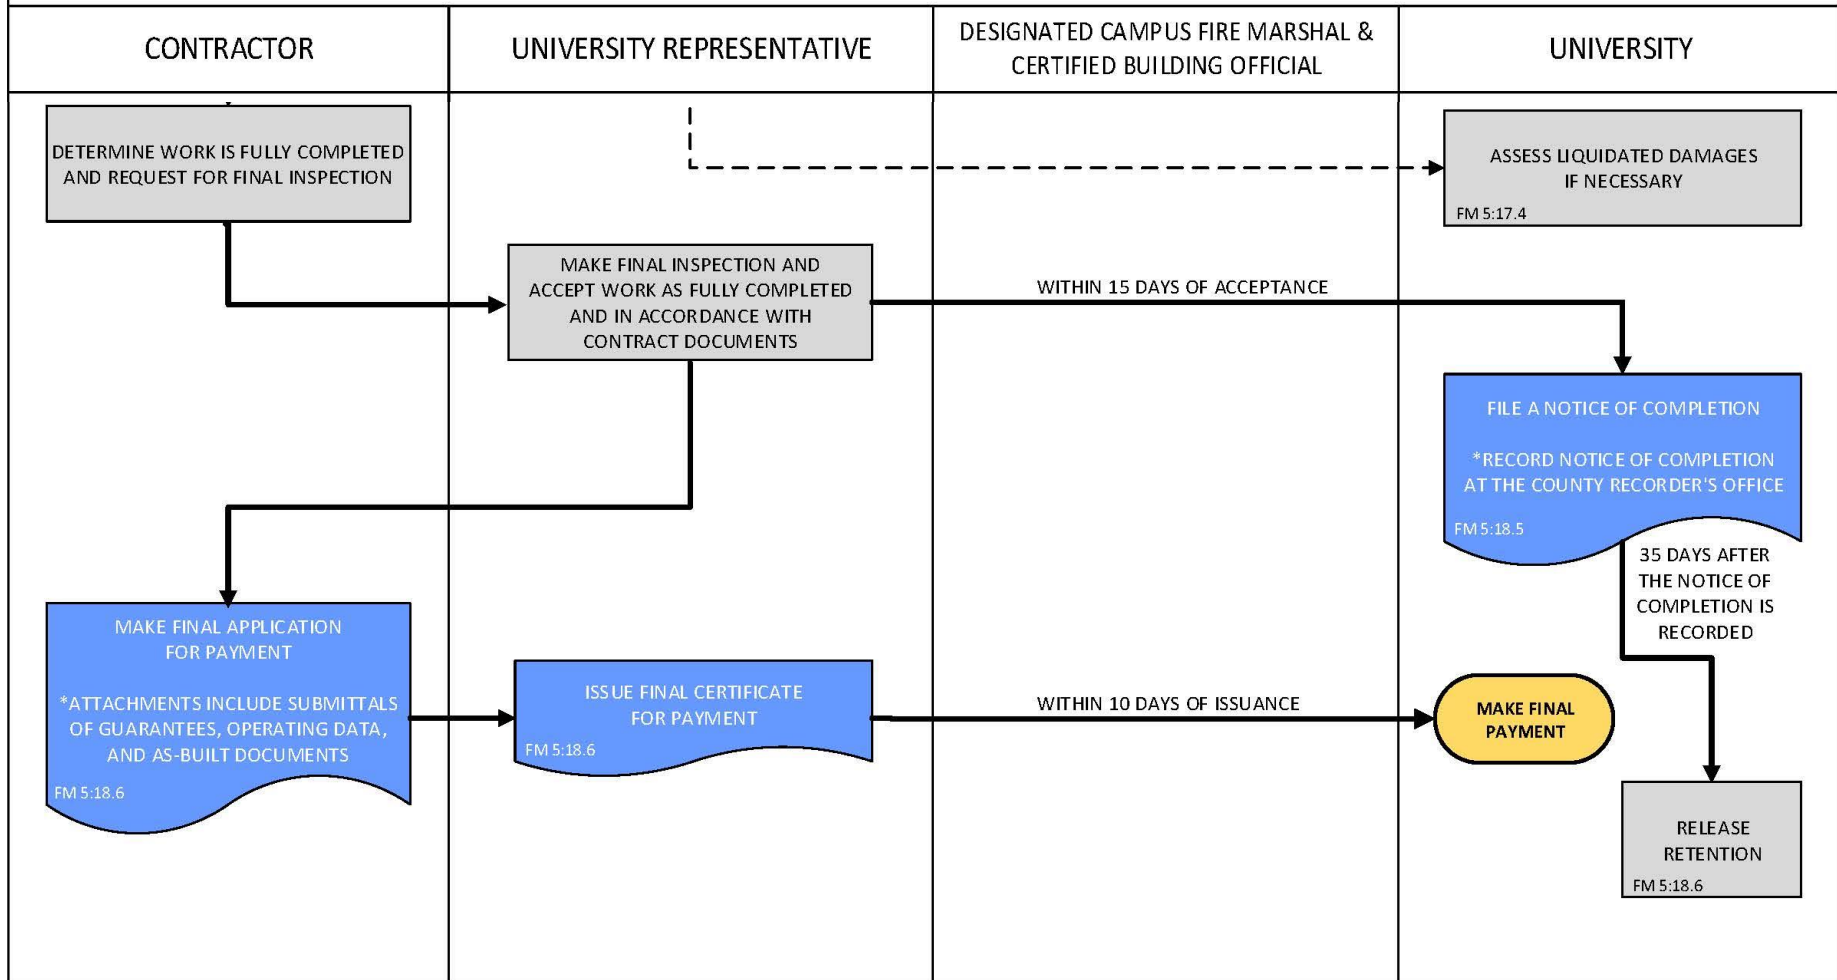 CONTRACTOR
UNIVERSITY REPRESENTATIVE
DESIGNATED CAMPUS FIRE MARSHAL &
CERTIFIED BUILDING OFFICIAL
UNIVERSITY
DETERMINE WORK IS FULLY COMPLETED
AND REQUEST FOR FINAL INSPECTION
ASSESS LIQUIDATED DAMAGES
IF NECESSARY
FM 5:17.4
MAKE FINAL INSPECTION AND
ACCEPT WORK AS FULLY COMPLETED
AND IN ACCORDANCE WITH
CONTRACT DOCUMENTS
WITHIN 15 DAYS OF ACCEPTANCE
FILE A NOTICE OF COMPLETION
*RECORD NOTICE OF COMPLETION
AT THE COUNTY RECORDER'S OFFICE
FM 5:18.5
35 DAYS AFTER
THE NOTICE OF
COMPLETION IS
RECORDED
MAKE FINAL APPLICATION
FOR PAYMENT
*ATTACHMENTS INCLUDE SUBMITTALS
OF GUARANTEES, OPERATING DATA,
AND AS-BUILT DOCUMENTS
FM 5:18.6
ISSUE FINAL CERTIFICATE
FOR PAYMENT
FM 5:18.6
WITHIN 10 DAYS OF ISSUANCE
MAKE FINAL
PAYMENT
RELEASE
RETENTION
FM 5:18.6